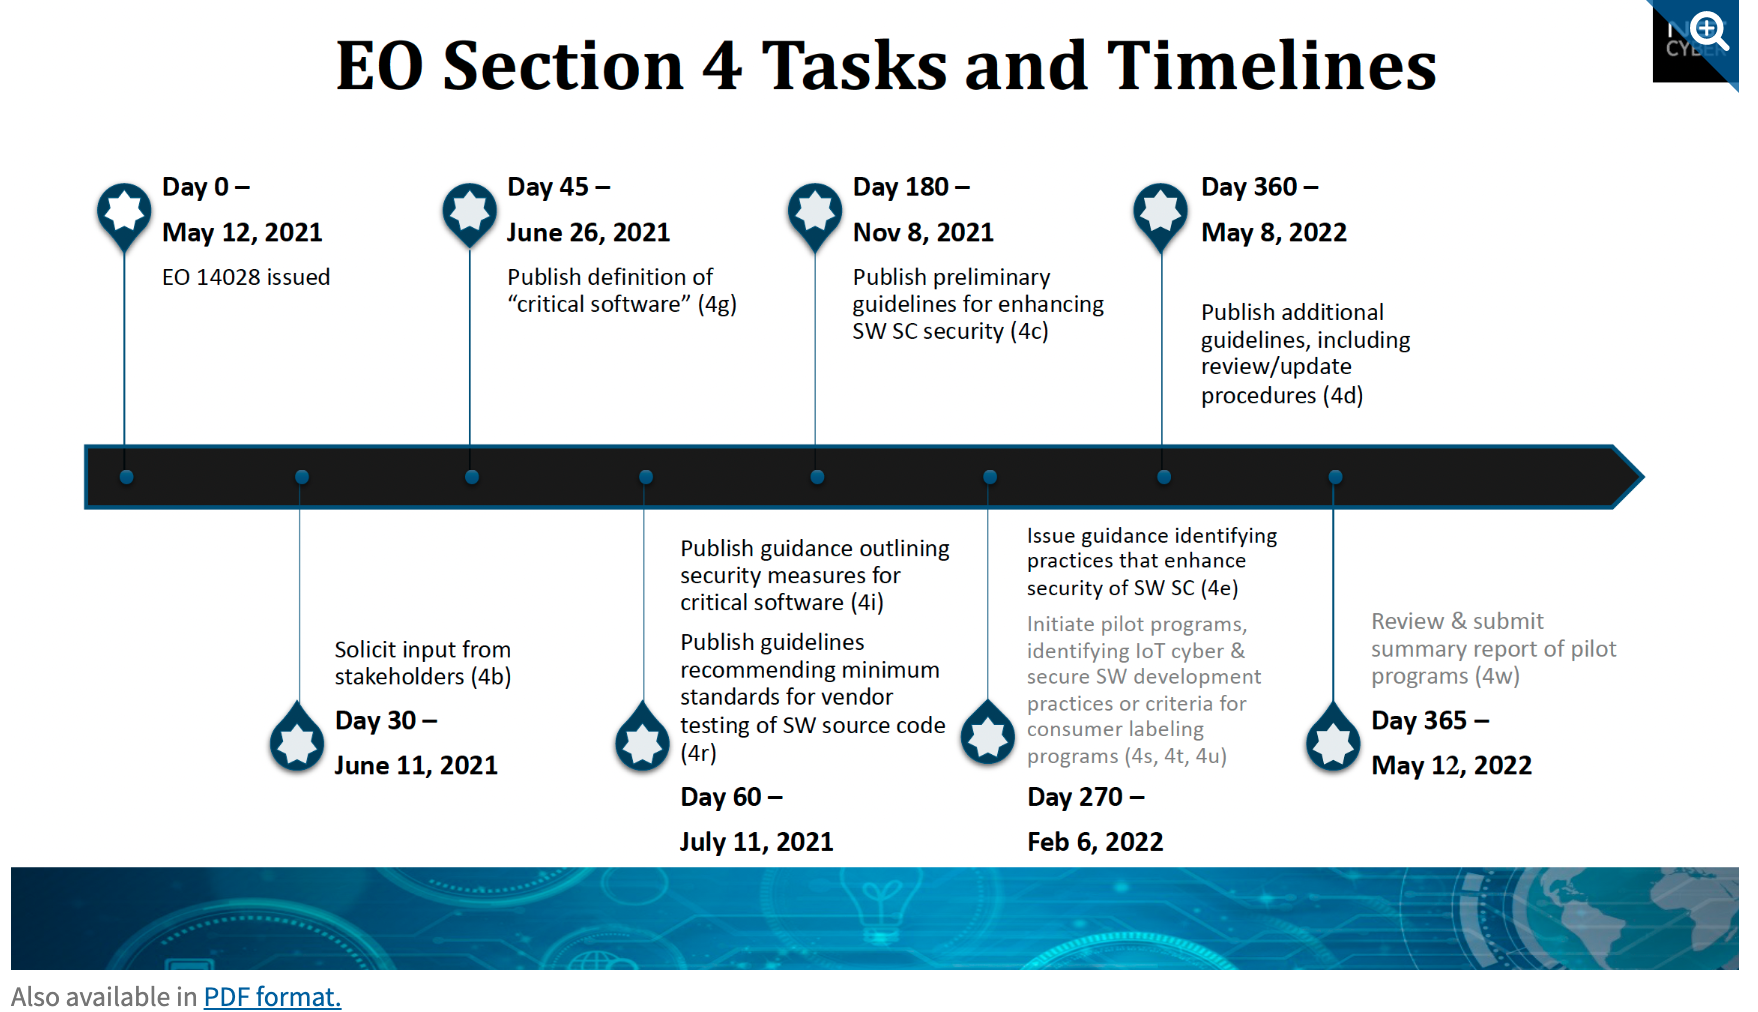 EO Section 4 Tasks and Timelines
CYBER
Day 0 –
May 12, 2021
EO 14028 issued
Day 45 –
June 26, 2021
Publish definition of
“critical software” (4g)
Day 180 –
Nov 8, 2021
Publish preliminary
guidelines for enhancing
SW SC security (4c)
Day 360 –
May 8, 2022
Publish additional
guidelines, including
review/update
procedures (4d)
Solicit input from
stakeholders (4b)
Day 30 –
June 11, 2021
Publish guidance outlining
security measures for
critical software (4i)
Publish guidelines
recommending minimum
standards for vendor
testing of SW source code
(4r)
Day 60 –
July 11, 2021
Issue guidance identifying
practices that enhance
security of SW SC (4e)
Initiate pilot programs,
identifying IoT cyber &
secure SW development
practices or criteria for
consumer labeling
programs (4s, 4t, 4u)
Day 270 –
Feb 6, 2022
Review & submit
summary report of pilot
programs (4w)
Day 365 –
May 12, 2022
Also available in PDF format.